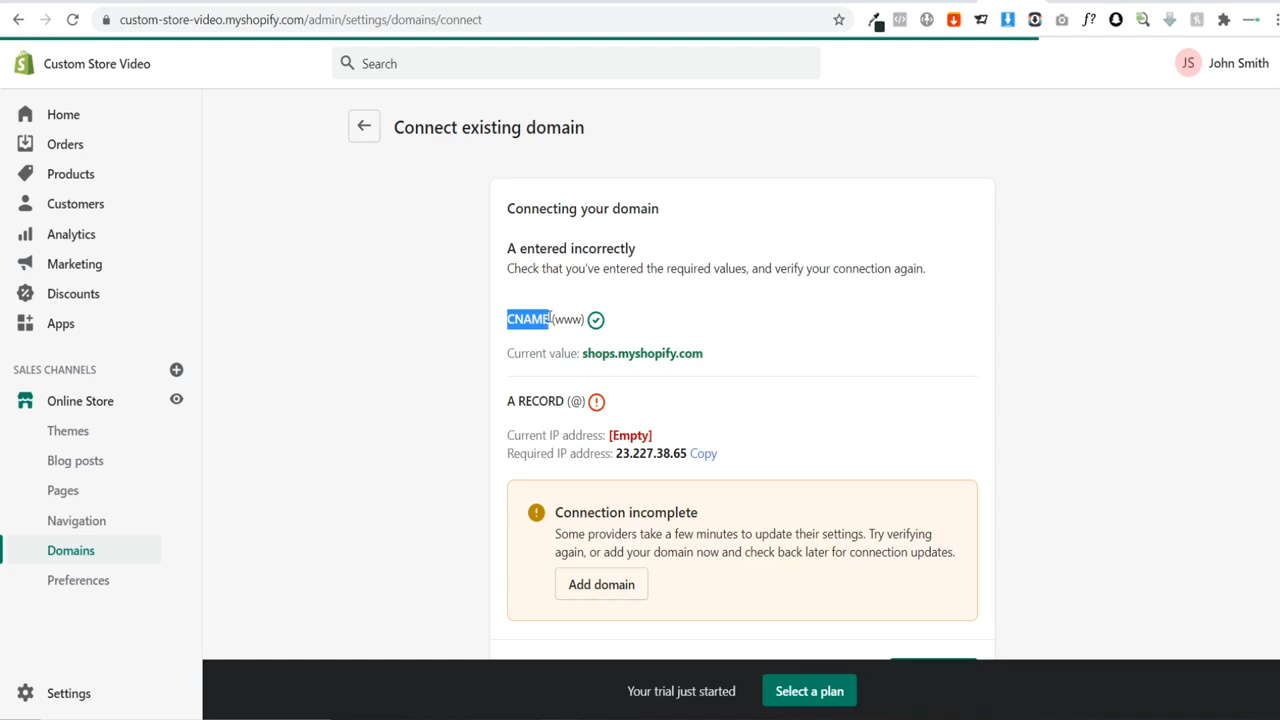 custom-store-video.myshopify.com/admin/settings/domains/connect
f?
Custom Store Video
Search
JS
John Smith
Home
Orders
Products
Customers
Analytics
Marketing
Discounts
Apps
SALES CHANNELS
Online Store
Themes
Blog posts
Pages
Navigation
Domains
Preferences
Settings
Connect existing domain
Connecting your domain
A entered incorrectly
Check that you've entered the required values, and verify your connection again.
CNAME (www)
Current value: shops.myshopify.com
A RECORD (@)
Current IP address: [Empty]
Required IP address: 23.227.38.65 Copy
Connection incomplete
Some providers take a few minutes to update their settings. Try verifying
again, or add your domain now and check back later for connection updates.
Add domain
Your trial just started
Select a plan